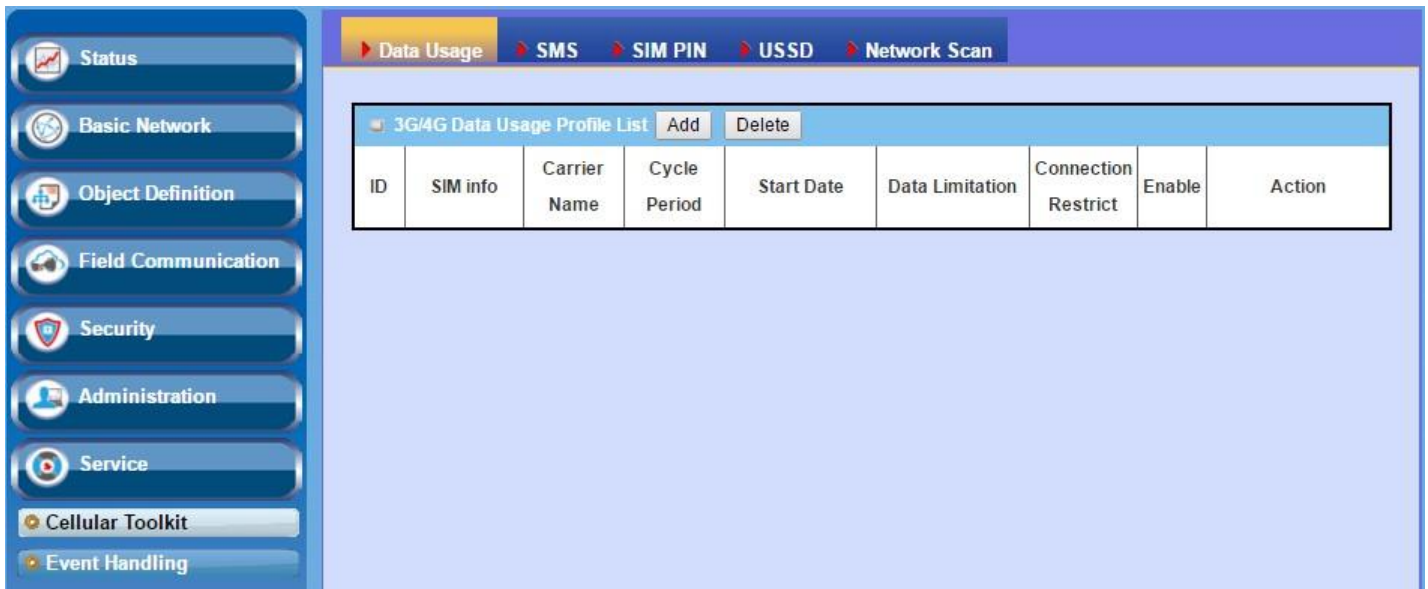 Status
Basic Network
Object Definition
Field Communication
Security
Administration
Service
Cellular Toolkit
Event Handling
Data Usage SMS SIM PIN USSD Network Scan
3G/4G Data Usage Profile List Add Delete
ID SIM info Carrier Name Cycle Period Start Date Data Limitation Connection Restrict Enable Action